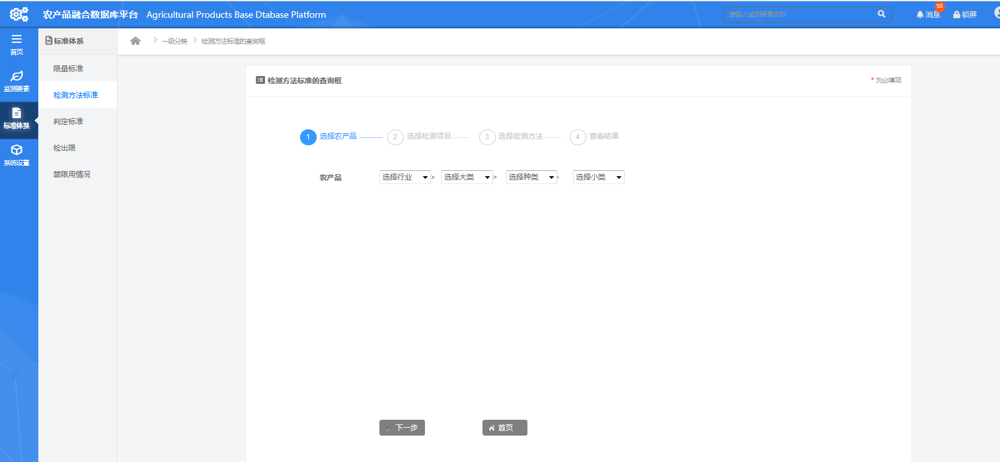 农产品融合数据库平台 Agricultural Products Base Dtabase Platform
请输入监测要素名称
50
消息
锁屏
首页
监测要素
标准体系
系统设置
标准体系
限量标准
检测方法标准
判定标准
检出限
禁限用情况
一级分类
检测方法标准的查询框
检测方法标准的查询框
* 为必填项
1 选择农产品
2 选择检测项目
3 选择检测方法
4 查看结果
农产品 选择行业 > 选择大类 > 选择种类 > 选择小类
下一步
首页